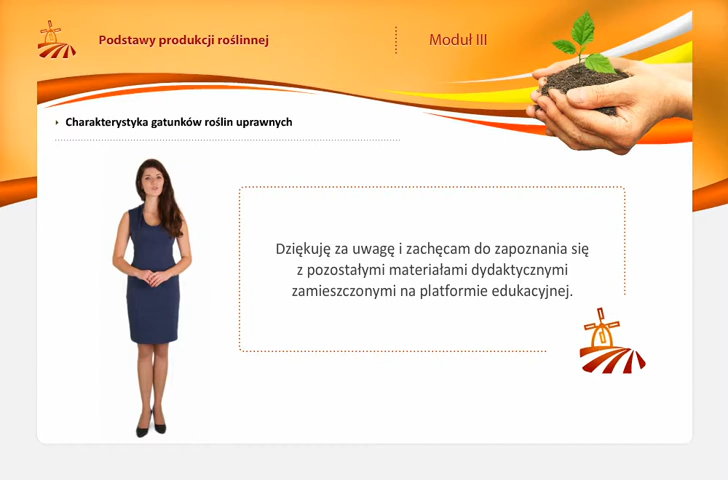 Podstawy produkcji roślinnej
Moduł III
Charakterystyka gatunków roślin uprawnych
Dziękuję za uwagę i zachęcam do zapoznania się
z pozostałymi materiałami dydaktycznymi
zamieszczonymi na platformie edukacyjnej.